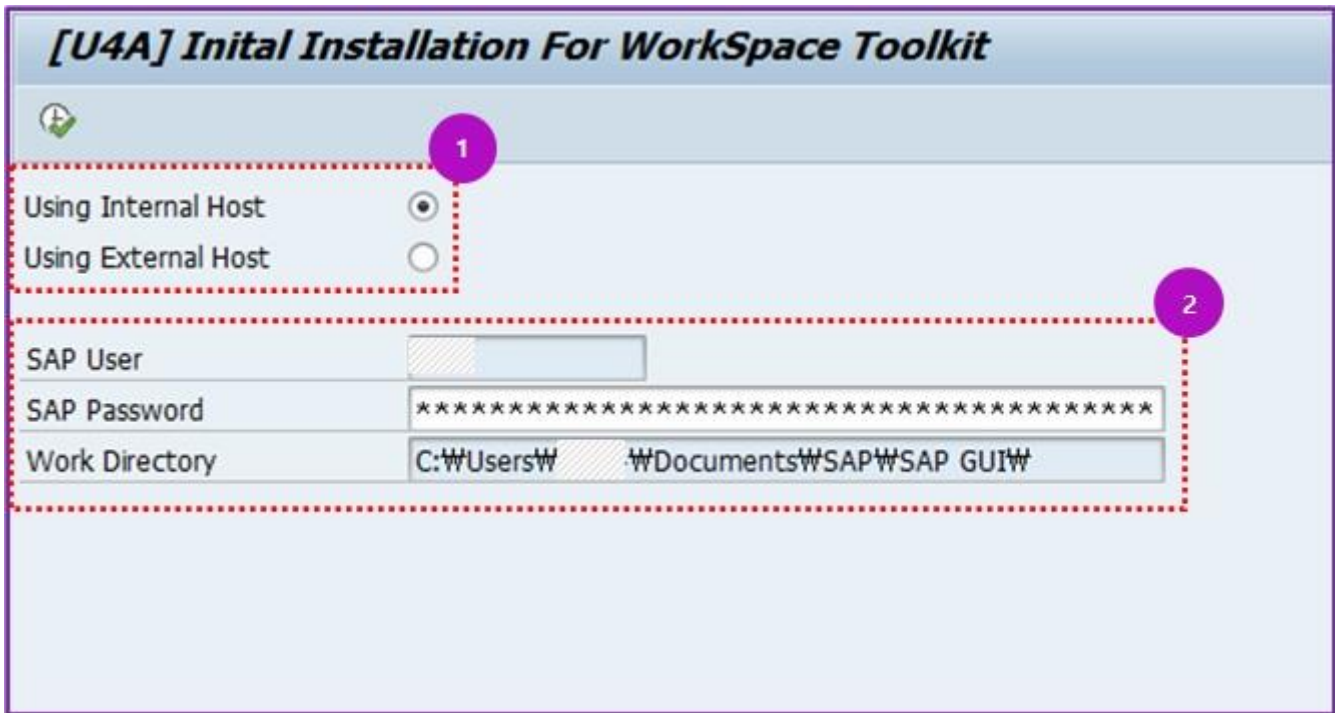 [U4A] Inital Installation For WorkSpace Toolkit
1
Using Internal Host
Using External Host
2
SAP User
SAP Password ****************************************
Work Directory C:₩Users₩ ₩Documents₩SAP₩SAP GUI₩